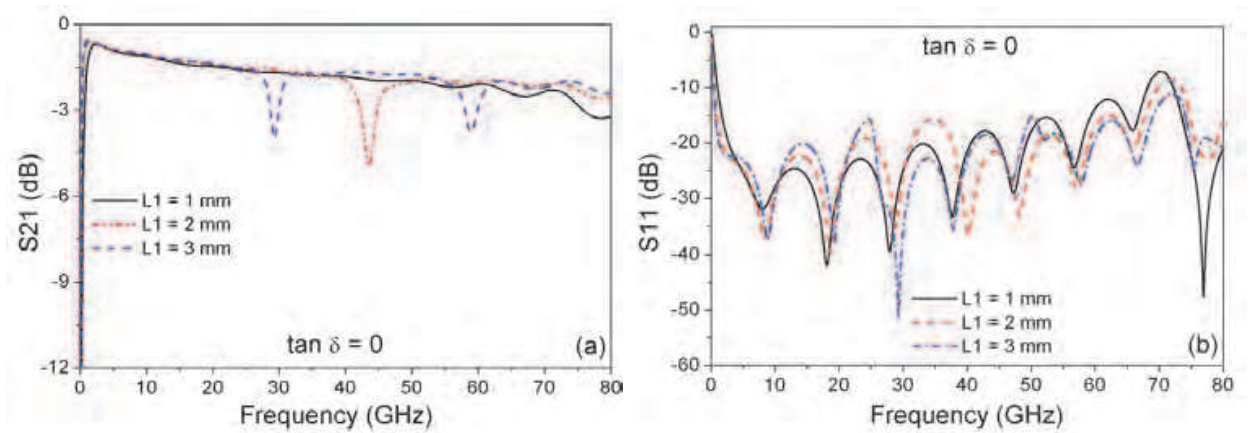 0
-3
-6
-9
-12
S21 (dB)
L1 = 1 mm
L1 = 2 mm
L1 = 3 mm
tan δ = 0
(a)
0 10 20 30 40 50 60 70 80
Frequency (GHz)
0
-10
-20
-30
-40
-50
-60
S11 (dB)
tan δ = 0
L1 = 1 mm
L1 = 2 mm
L1 = 3 mm
(b)
0 10 20 30 40 50 60 70 80
Frequency (GHz)